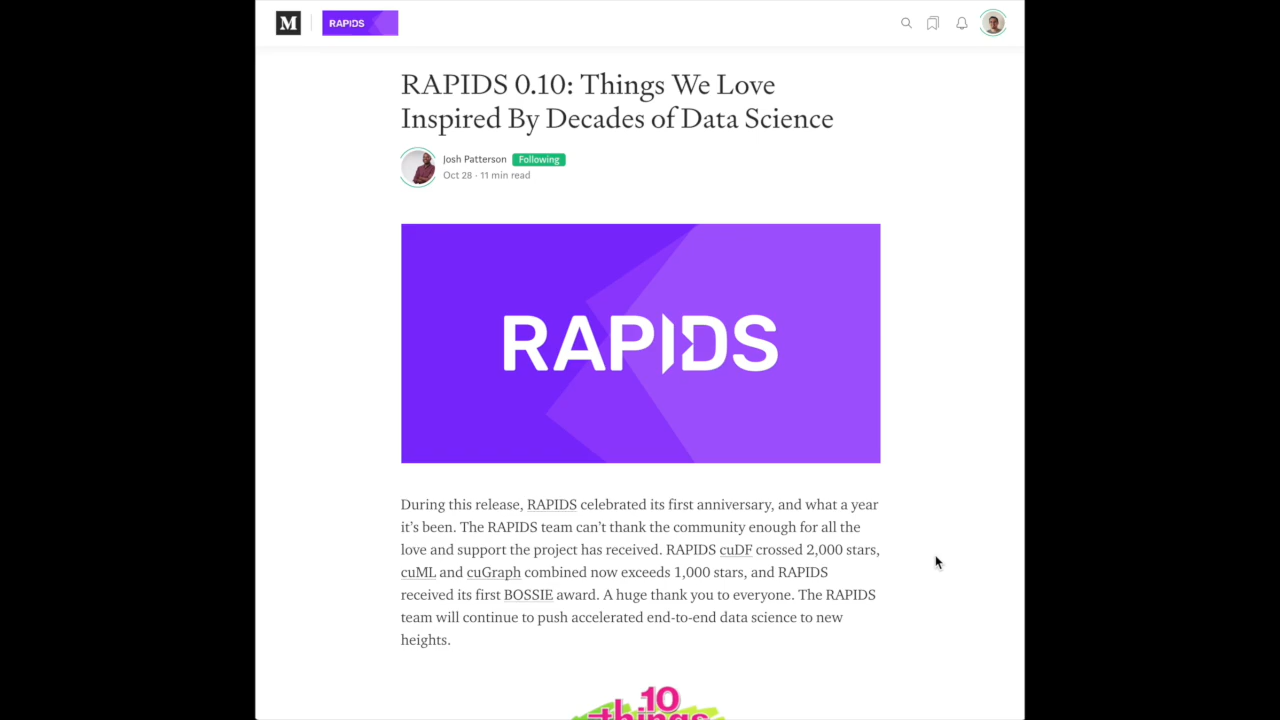 M
RAPIDS
RAPIDS 0.10: Things We Love
Inspired By Decades of Data Science
Josh Patterson Following
Oct 28 · 11 min read
RAPIDS
During this release, RAPIDS celebrated its first anniversary, and what a year
it’s been. The RAPIDS team can’t thank the community enough for all the
love and support the project has received. RAPIDS cuDF crossed 2,000 stars,
cuML and cuGraph combined now exceeds 1,000 stars, and RAPIDS
received its first BOSSIE award. A huge thank you to everyone. The RAPIDS
team will continue to push accelerated end-to-end data science to new
heights.
10
things